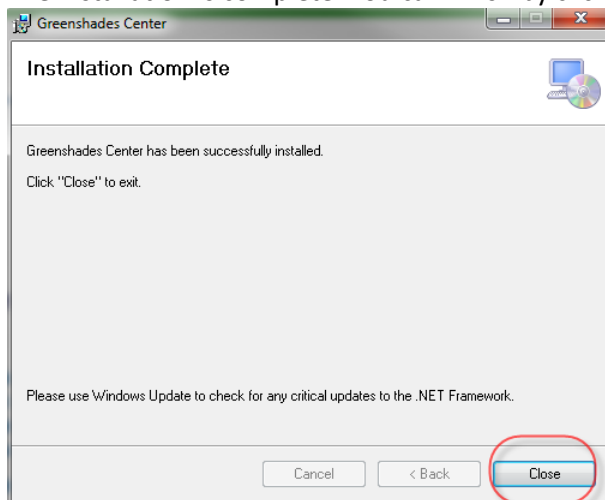 Greenshades Center
Installation Complete
Greenshades Center has been successfully installed.
Click "Close" to exit.
Please use Windows Update to check for any critical updates to the .NET Framework.
Cancel
< Back
Close